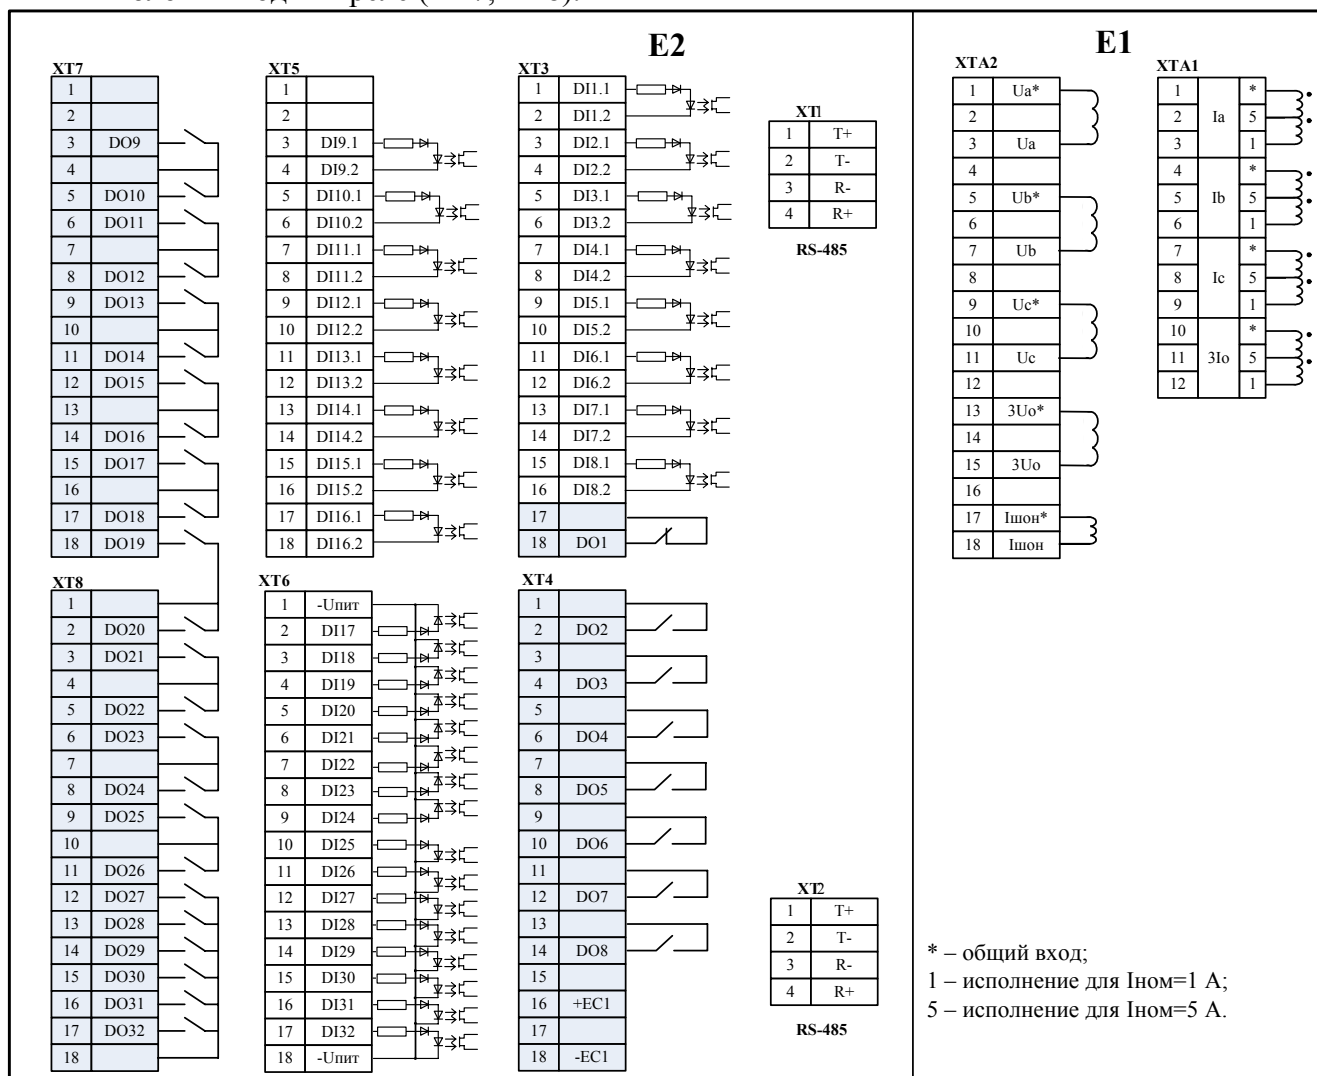 E2
E1
XT7
1
2
3 DO9
4
5 DO10
6 DO11
7
8 DO12
9 DO13
10
11 DO14
12 DO15
13
14 DO16
15 DO17
16
17 DO18
18 DO19
XT8
1
2 DO20
3 DO21
4
5 DO22
6 DO23
7
8 DO24
9 DO25
10
11 DO26
12 DO27
13 DO28
14 DO29
15 DO30
16 DO31
17 DO32
18
XT5
1
2
3 DI9.1
4 DI9.2
5 DI10.1
6 DI10.2
7 DI11.1
8 DI11.2
9 DI12.1
10 DI12.2
11 DI13.1
12 DI13.2
13 DI14.1
14 DI14.2
15 DI15.1
16 DI15.2
17 DI16.1
18 DI16.2
XT6
1 -Uпит
2 DI17
3 DI18
4 DI19
5 DI20
6 DI21
7 DI22
8 DI23
9 DI24
10 DI25
11 DI26
12 DI27
13 DI28
14 DI29
15 DI30
16 DI31
17 DI32
18 -Uпит
XT3
1 DI1.1
2 DI1.2
3 DI2.1
4 DI2.2
5 DI3.1
6 DI3.2
7 DI4.1
8 DI4.2
9 DI5.1
10 DI5.2
11 DI6.1
12 DI6.2
13 DI7.1
14 DI7.2
15 DI8.1
16 DI8.2
17
18 DO1
XT4
1
2 DO2
3
4 DO3
5
6 DO4
7
8 DO5
9
10 DO6
11
12 DO7
13
14 DO8
15
16 +EC1
17
18 -EC1
XT1
1 T+
2 T-
3 R-
4 R+
RS-485
XT2
1 T+
2 T-
3 R-
4 R+
RS-485
XTA2
1 Ua*
2
3 Ua
4
5 Ub*
6
7 Ub
8
9 Uc*
10
11 Uc
12
13 3Uo*
14
15 3Uo
16
17 Iшон*
18 Iшон
XTA1
1 *
2 Ia 5
3 1
4 *
5 Ib 5
6 1
7 *
8 Ic 5
9 1
10 *
11 3Io 5
12 1
* – общий вход;
1 – исполнение для Iном=1 А;
5 – исполнение для Iном=5 А.